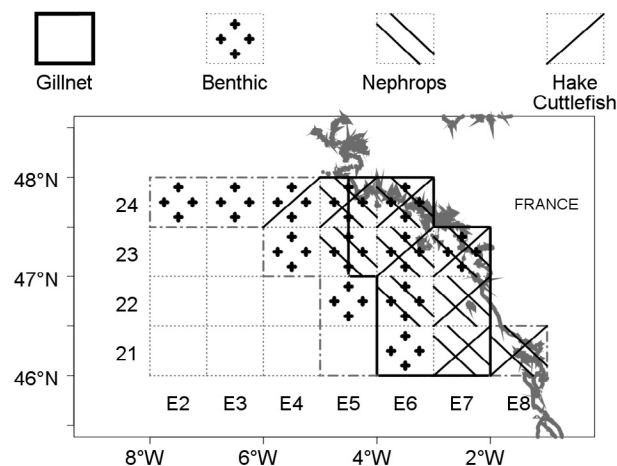 Gillnet Benthic Nephrops Hake
Cuttlefish
48°N
24
FRANCE
23
47°N
22
21
46°N
E2 E3 E4 E5 E6 E7 E8
8°W 6°W 4°W 2°W